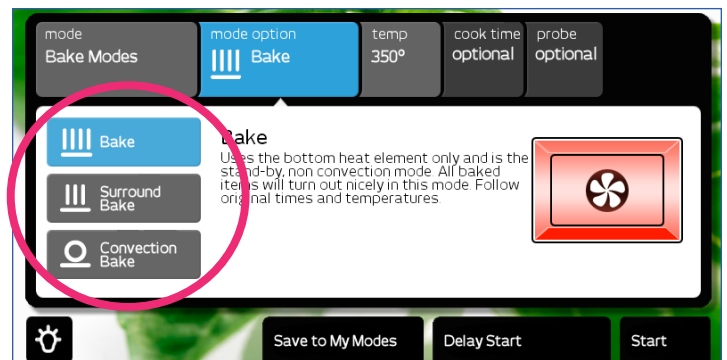 mode
Bake Modes
mode option
Bake
temp
350°
cook time
optional
probe
optional
Bake
Surround
Bake
Convection
Bake
Bake
Uses the bottom heat element only and is the
stand-by, non convection mode. All baked
items will turn out nicely in this mode. Follow
original times and temperatures.
Save to My Modes
Delay Start
Start